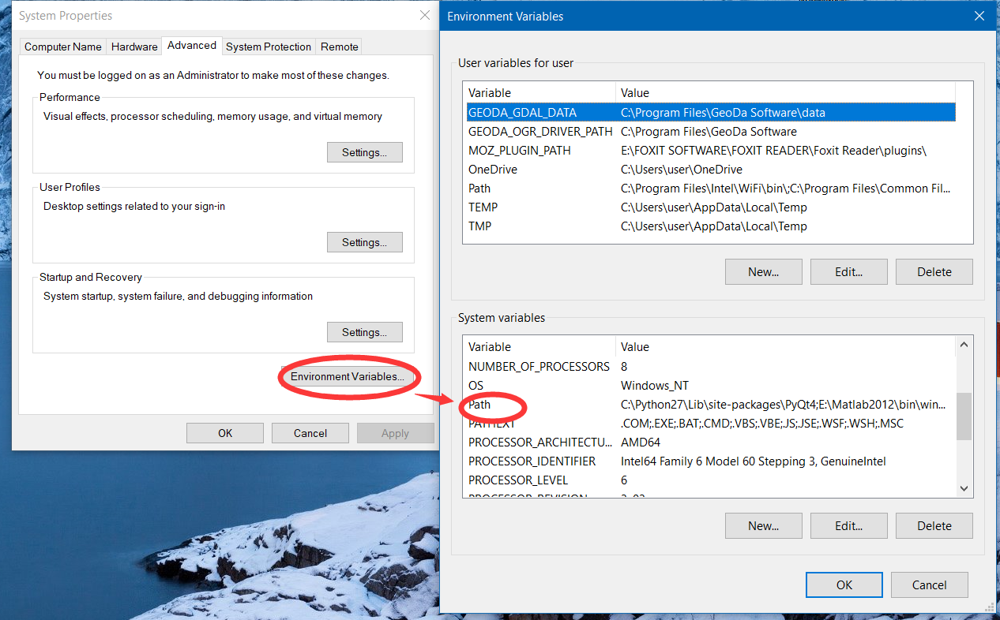 System Properties
Computer Name Hardware Advanced System Protection Remote
You must be logged on as an Administrator to make most of these changes.
Performance
Visual effects, processor scheduling, memory usage, and virtual memory
Settings...
User Profiles
Desktop settings related to your sign-in
Settings...
Startup and Recovery
System startup, system failure, and debugging information
Settings...
Environment Variables...
OK Cancel Apply
Environment Variables
User variables for user
Variable Value
GEODA_GDAL_DATA C:\Program Files\GeoDa Software\data
GEODA_OGR_DRIVER_PATH C:\Program Files\GeoDa Software
MOZ_PLUGIN_PATH E:\FOXIT SOFTWARE\FOXIT READER\Foxit Reader\plugins\
OneDrive C:\Users\user\OneDrive
Path C:\Program Files\Intel\WiFi\bin\;C:\Program Files\Common Fil...
TEMP C:\Users\user\AppData\Local\Temp
TMP C:\Users\user\AppData\Local\Temp
New... Edit... Delete
System variables
Variable Value
NUMBER_OF_PROCESSORS 8
OS Windows_NT
Path C:\Python27\Lib\site-packages\PyQt4;E:\Matlab2012\bin\win...
PATHEXT .COM;.EXE;.BAT;.CMD;.VBS;.VBE;.JS;.JSE;.WSF;.WSH;.MSC
PROCESSOR_ARCHITECTU... AMD64
PROCESSOR_IDENTIFIER Intel64 Family 6 Model 60 Stepping 3, GenuineIntel
PROCESSOR_LEVEL 6
PROCESSOR_REVISION
New... Edit... Delete
OK Cancel